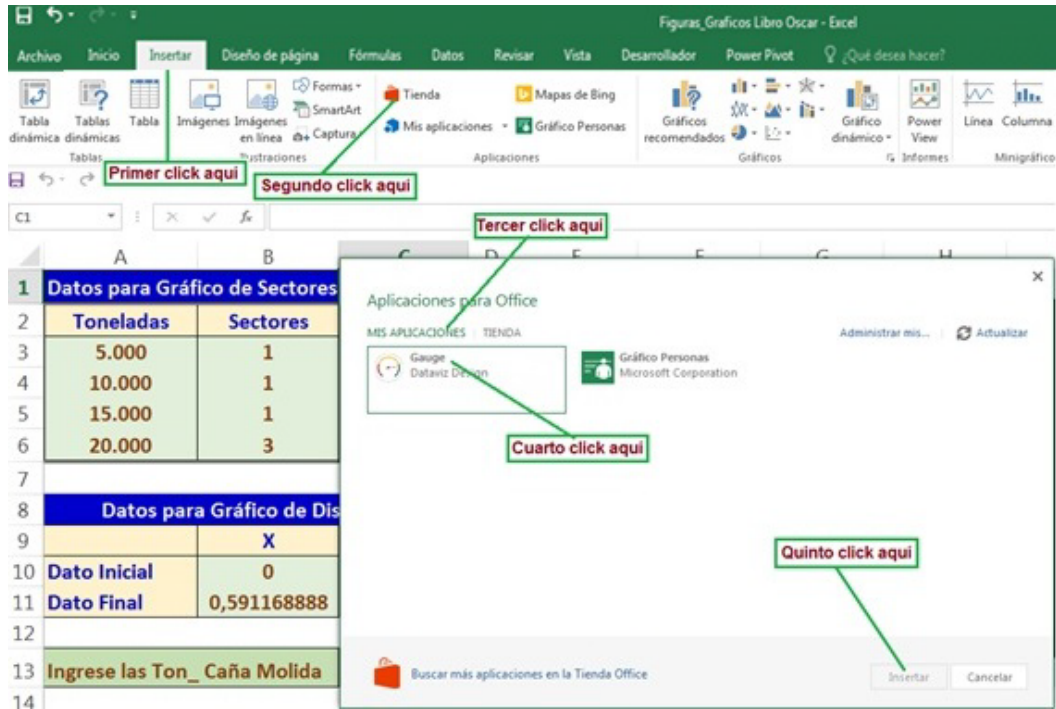 Figuras_Graficos Libro Oscar - Excel
Archivo Inicio Insertar Diseño de página Fórmulas Datos Revisar Vista Desarrollador Power Pivot ¿Qué desea hacer?
Tabla dinámica
Tablas dinámicas
Tabla
Imágenes
Imágenes en línea
Formas
SmartArt
Captura
Tienda
Mis aplicaciones
Mapas de Bing
Gráfico Personas
Gráficos recomendados
Gráfico dinámico
Power View
Línea
Columna
Tablas
Aplicaciones
Gráficos
Informes
Primer click aqui
Segundo click aqui
C1
fx
Tercer click aqui
A B
1 Datos para Gráfico de Sectores
2 Toneladas Sectores
3 5.000 1
4 10.000 1
5 15.000 1
6 20.000 3
7
8 Datos para Gráfico de Dis
9 X
10 Dato Inicial 0
11 Dato Final 0,591168888
12
13 Ingrese las Ton_ Caña Molida
14
Aplicaciones para Office
MIS APLICACIONES TIENDA
Administrar mis... Actualizar
Gauge
Dataviz Design
Gráfico Personas
Microsoft Corporation
Cuarto click aqui
Quinto click aqui
Buscar más aplicaciones en la Tienda Office
Insertar Cancelar